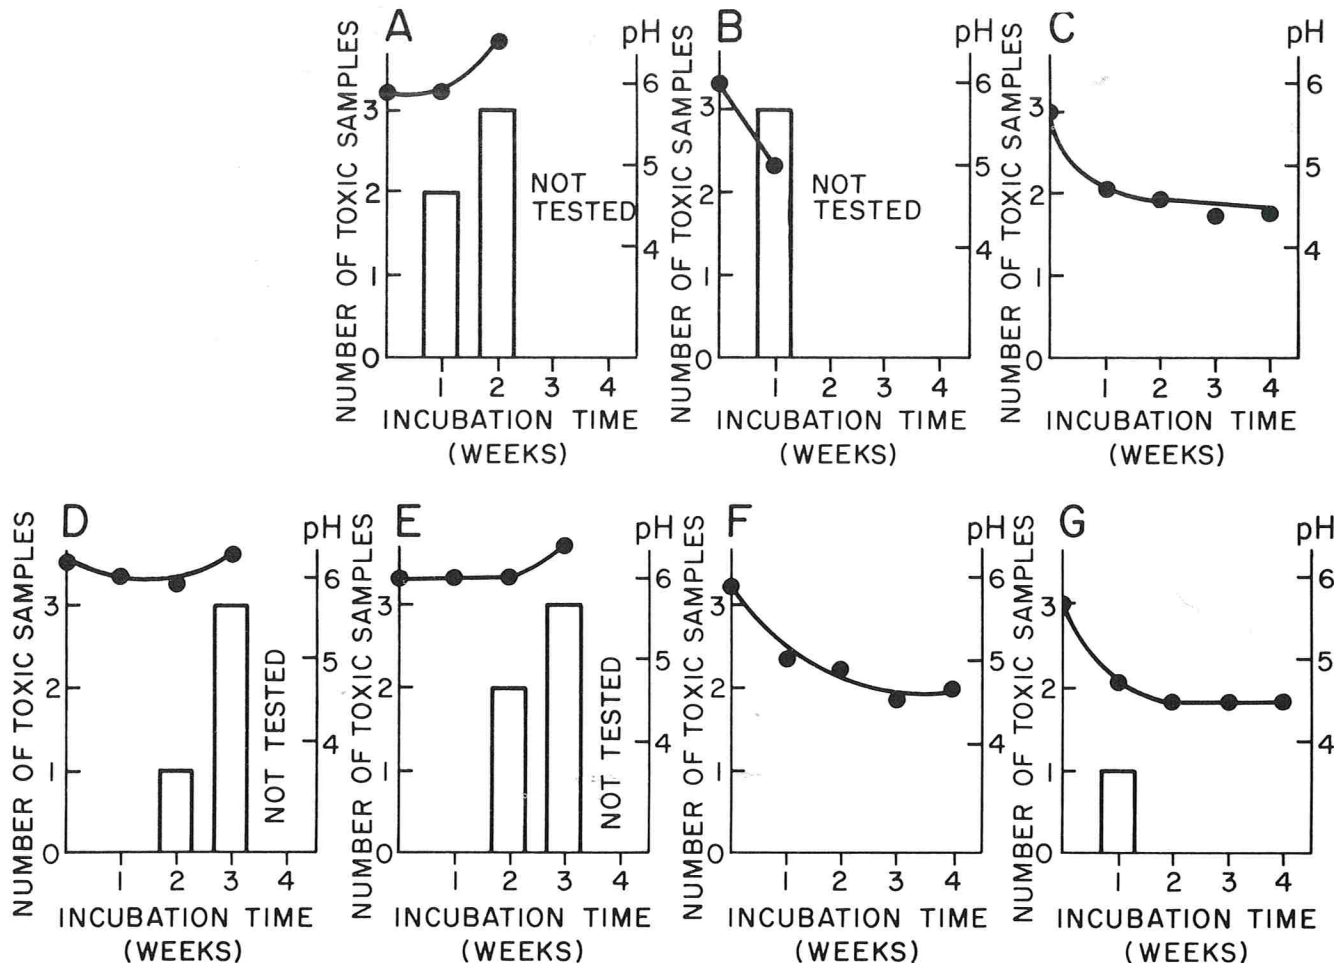 A
NUMBER OF TOXIC SAMPLES
pH
3
2
1
0
6
5
4
NOT
TESTED
1 2 3 4
INCUBATION TIME
(WEEKS)
B
NUMBER OF TOXIC SAMPLES
pH
3
2
1
0
6
5
4
NOT
TESTED
1 2 3 4
INCUBATION TIME
(WEEKS)
C
NUMBER OF TOXIC SAMPLES
pH
3
2
1
0
6
5
4
1 2 3 4
INCUBATION TIME
(WEEKS)
D
NUMBER OF TOXIC SAMPLES
pH
3
2
1
0
6
5
4
NOT TESTED
1 2 3 4
INCUBATION TIME
(WEEKS)
E
NUMBER OF TOXIC SAMPLES
pH
3
2
1
0
6
5
4
NOT TESTED
1 2 3 4
INCUBATION TIME
(WEEKS)
F
NUMBER OF TOXIC SAMPLES
pH
3
2
1
0
6
5
4
1 2 3 4
INCUBATION TIME
(WEEKS)
G
NUMBER OF TOXIC SAMPLES
pH
3
2
1
0
6
5
4
1 2 3 4
INCUBATION TIME
(WEEKS)